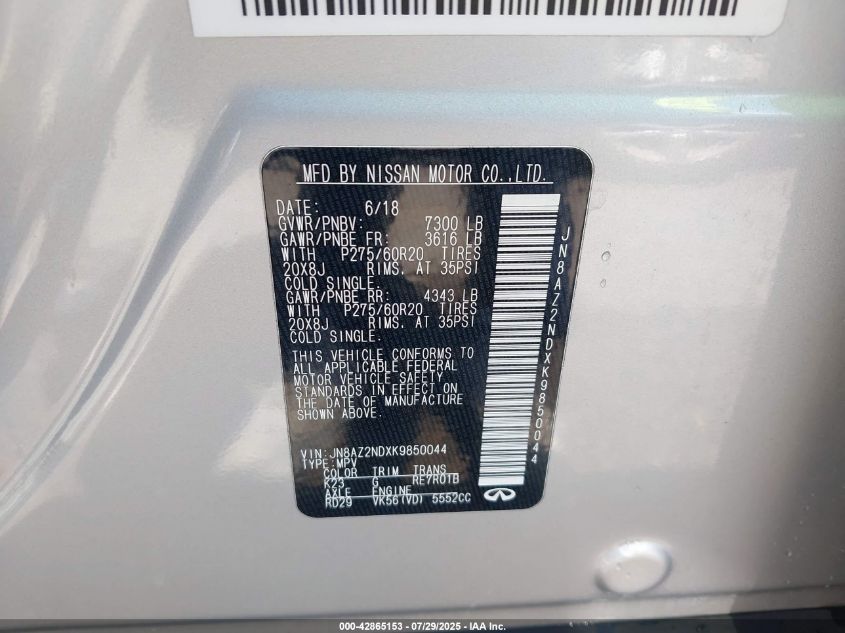 MFD BY NISSAN MOTOR CO.,LTD.
DATE: 6/18
GVWR/PNBV: 7300 LB
GAWR/PNBE FR: 3616 LB
WITH P275/60R20 TIRES
20X8J RIMS. AT 35PSI
COLD SINGLE.
GAWR/PNBE RR: 4343 LB
WITH P275/60R20 TIRES
20X8J RIMS. AT 35PSI
COLD SINGLE.
THIS VEHICLE CONFORMS TO
ALL APPLICABLE FEDERAL
MOTOR VEHICLE SAFETY
STANDARDS IN EFFECT ON
THE DATE OF MANUFACTURE
SHOWN ABOVE.
VIN:JN8AZ2NDXK9850044
TYPE:MPV
COLOR TRIM TRANS
K23 G RE7R01B
AXLE ENGINE
RD29 VK56(VD) 5552CC
JN8AZ2NDXK9850044
000-42865153 - 07/29/2025 - IAA Inc.